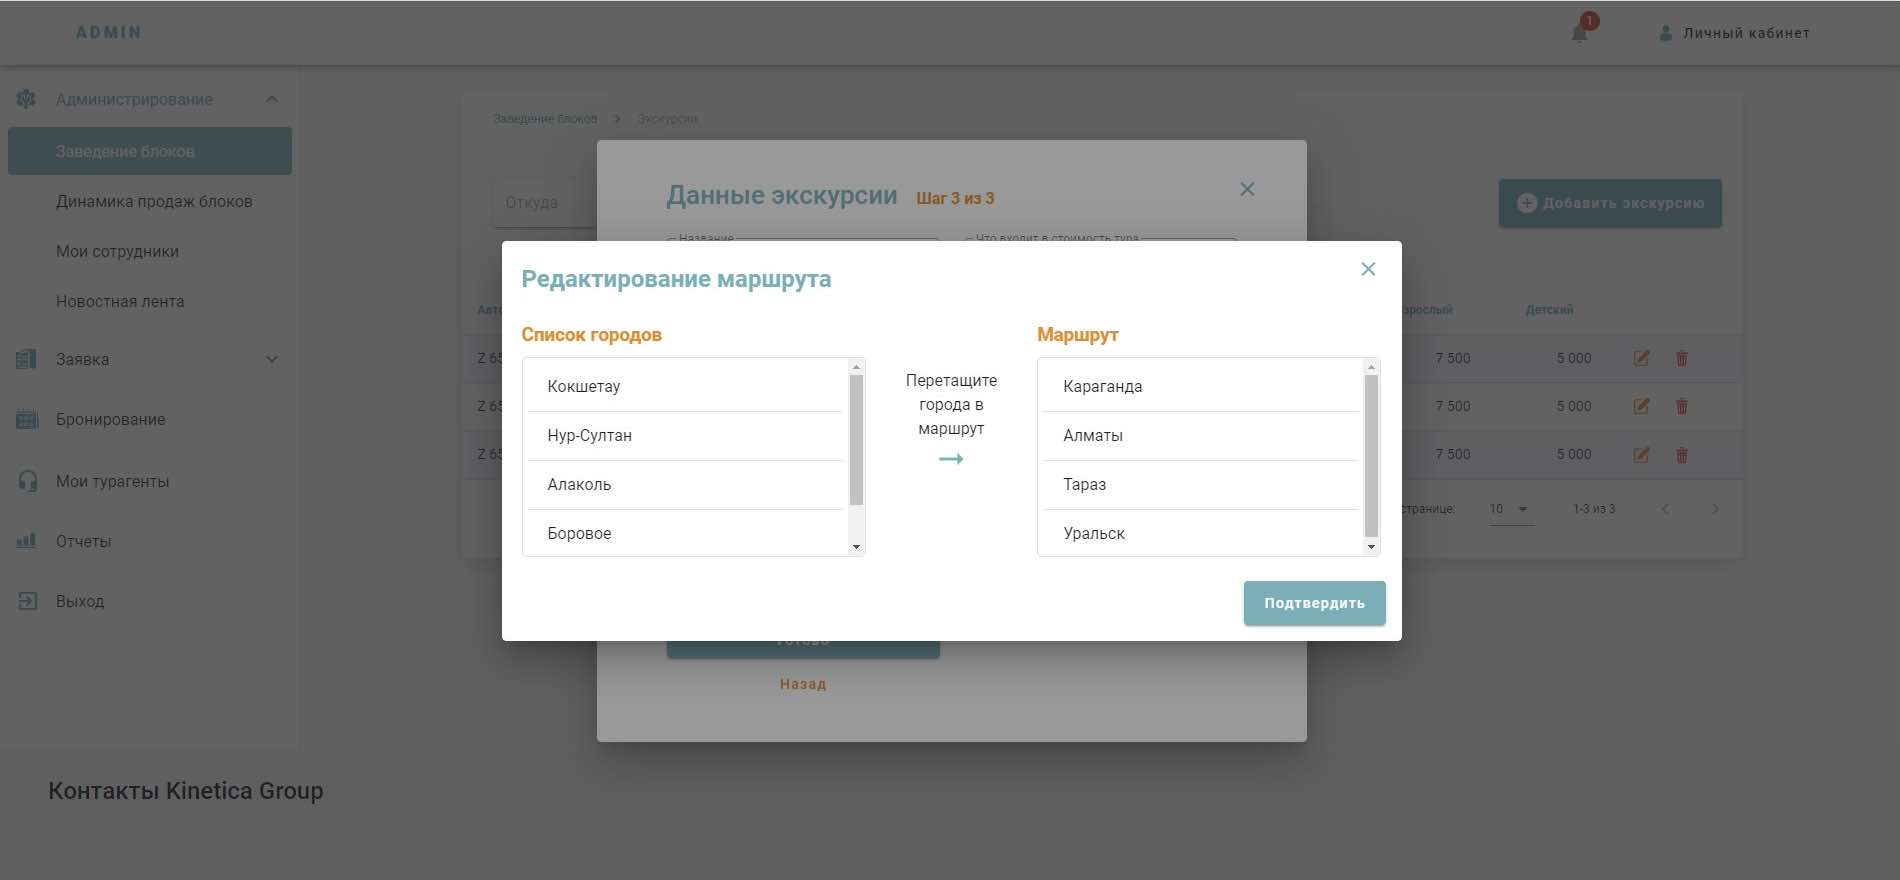 ADMIN
1
Личный кабинет
Администрирование
Заведение блоков
Динамика продаж блоков
Мои сотрудники
Новостная лента
Заявка
Бронирование
Мои турагенты
Отчеты
Выход
Заведение блоков > Экскурсии
Откуда
Добавить экскурсию
Данные экскурсии Шаг 3 из 3
Название
Что входит в стоимость тура
Детский
Z 65
7 500 5 000
Z 65
7 500 5 000
Z 65
7 500 5 000
странице: 10 1-3 из 3
Редактирование маршрута
Список городов
Кокшетау
Нур-Султан
Алаколь
Боровое
Перетащите
города в
маршрут
Маршрут
Караганда
Алматы
Тараз
Уральск
Подтвердить
Назад
Контакты Kinetica Group